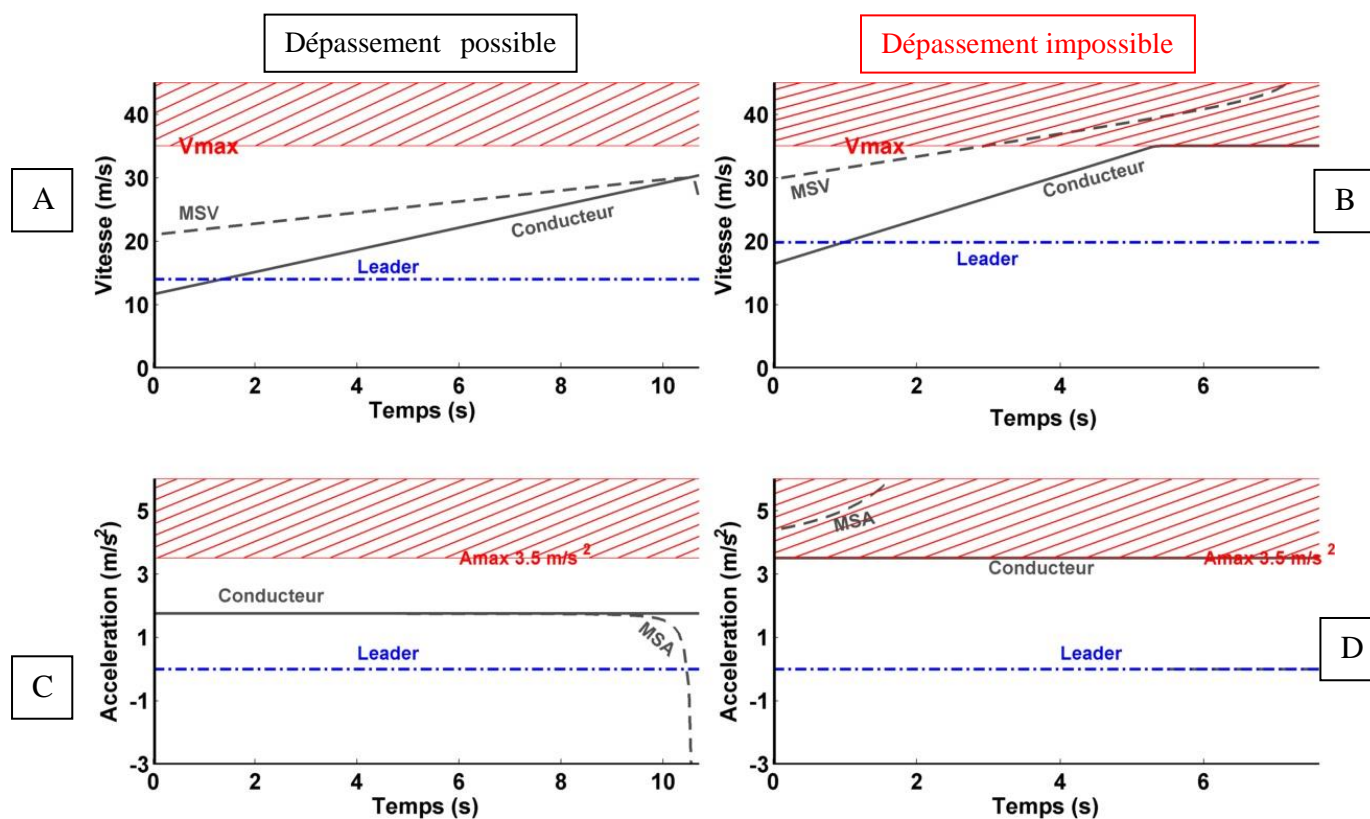 Dépassement possible
Dépassement impossible
A
Vitesse (m/s)
40
30
20
10
0
Vmax
MSV
Conducteur
Leader
0 2 4 6 8 10
Temps (s)
B
Vitesse (m/s)
40
30
20
10
0
Vmax
MSV
Conducteur
Leader
0 2 4 6
Temps (s)
C
Acceleration (m/s²)
5
3
1
-1
-3
Amax 3.5 m/s²
Conducteur
MSA
Leader
0 2 4 6 8 10
Temps (s)
D
Acceleration (m/s²)
5
3
1
-1
-3
MSA
Amax 3.5 m/s²
Conducteur
Leader
0 2 4 6
Temps (s)